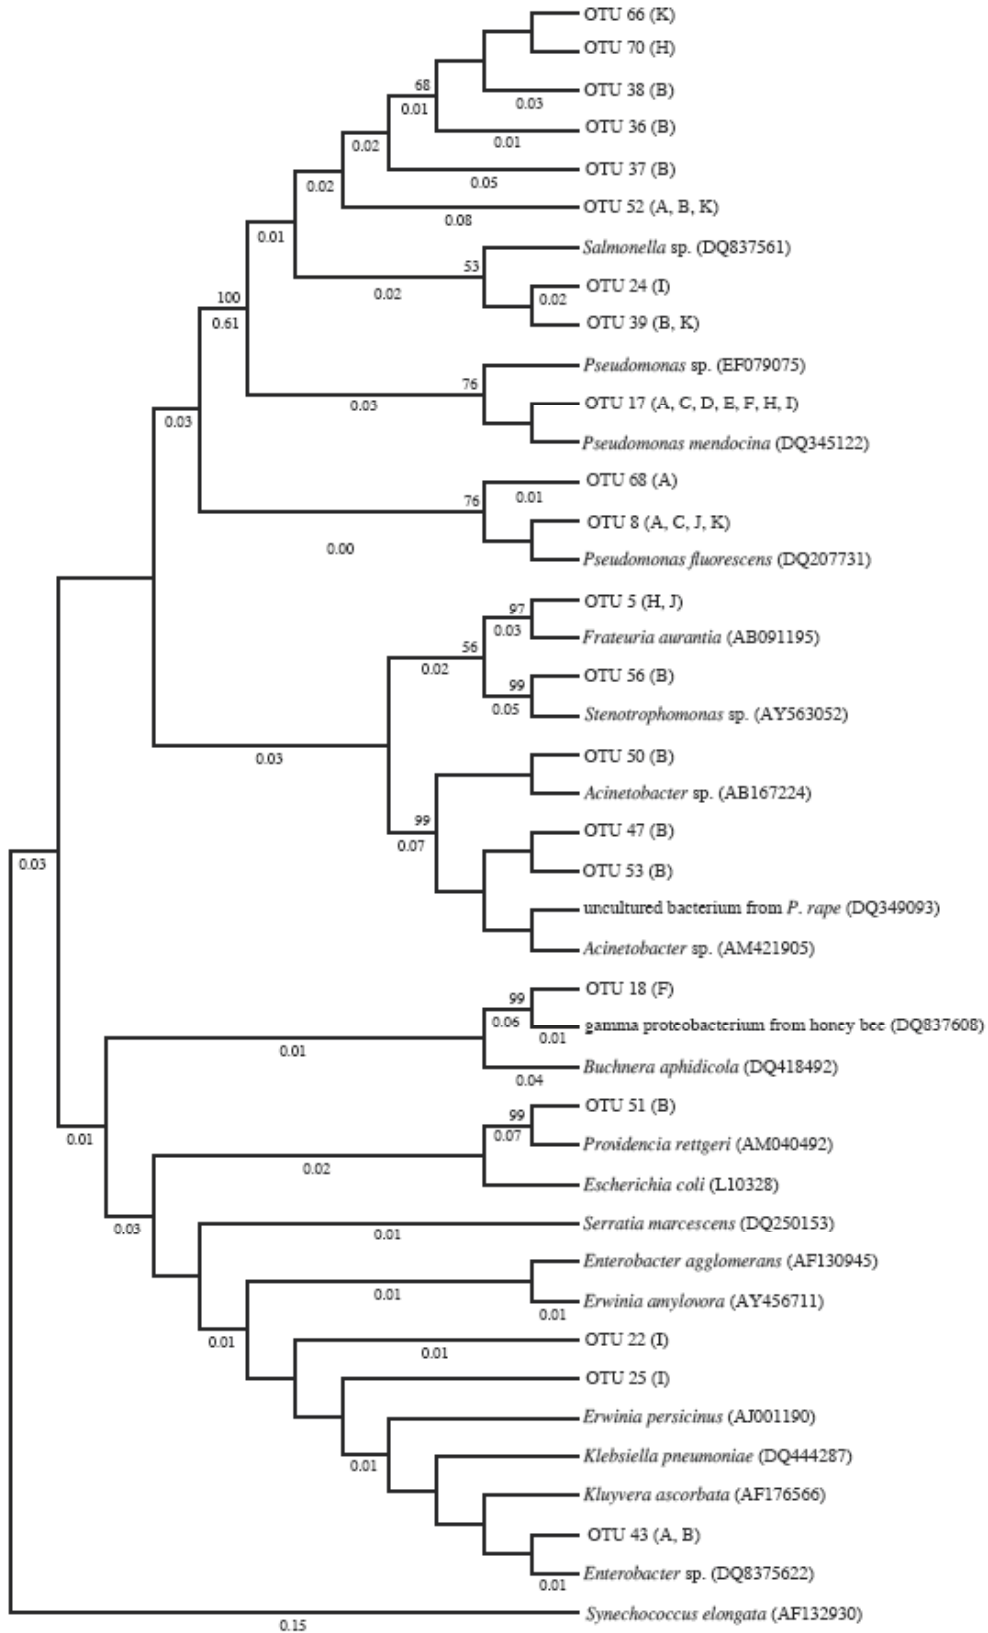 OTU 66 (K)
OTU 70 (H)
68
OTU 38 (B)
0.03
0.01
OTU 36 (B)
0.01
0.02
OTU 37 (B)
0.05
0.02
OTU 52 (A, B, K)
0.08
0.01
Salmonella sp. (DQ837561)
53
0.02
OTU 24 (I)
0.02
100
0.61
OTU 39 (B, K)
Pseudomonas sp. (EF079075)
76
0.03
OTU 17 (A, C, D, E, F, H, I)
0.03
Pseudomonas mendocina (DQ345122)
OTU 68 (A)
0.01
76
OTU 8 (A, C, J, K)
0.00
Pseudomonas fluorescens (DQ207731)
OTU 5 (H, J)
97
0.03
Frateuria aurantia (AB091195)
56
0.02
OTU 56 (B)
99
0.05
Stenotrophomonas sp. (AY563052)
0.03
OTU 50 (B)
Acinetobacter sp. (AB167224)
99
0.07
OTU 47 (B)
0.03
OTU 53 (B)
uncultured bacterium from P. rape (DQ349093)
Acinetobacter sp. (AM421905)
OTU 18 (F)
99
0.06
gamma proteobacterium from honey bee (DQ837608)
0.01
0.01
Buchnera aphidicola (DQ418492)
0.04
OTU 51 (B)
99
0.07
0.01
Providencia rettgeri (AM040492)
0.02
Escherichia coli (L10328)
0.03
Serratia marcescens (DQ250153)
0.01
Enterobacter agglomerans (AF130945)
0.01
Erwinia amylovora (AY456711)
0.01
0.01
OTU 22 (I)
0.01
OTU 25 (I)
Erwinia persicinus (AJ001190)
0.01
Klebsiella pneumoniae (DQ444287)
Kluyvera ascorbata (AF176566)
OTU 43 (A, B)
Enterobacter sp. (DQ8375622)
0.01
Synechococcus elongata (AF132930)
0.15